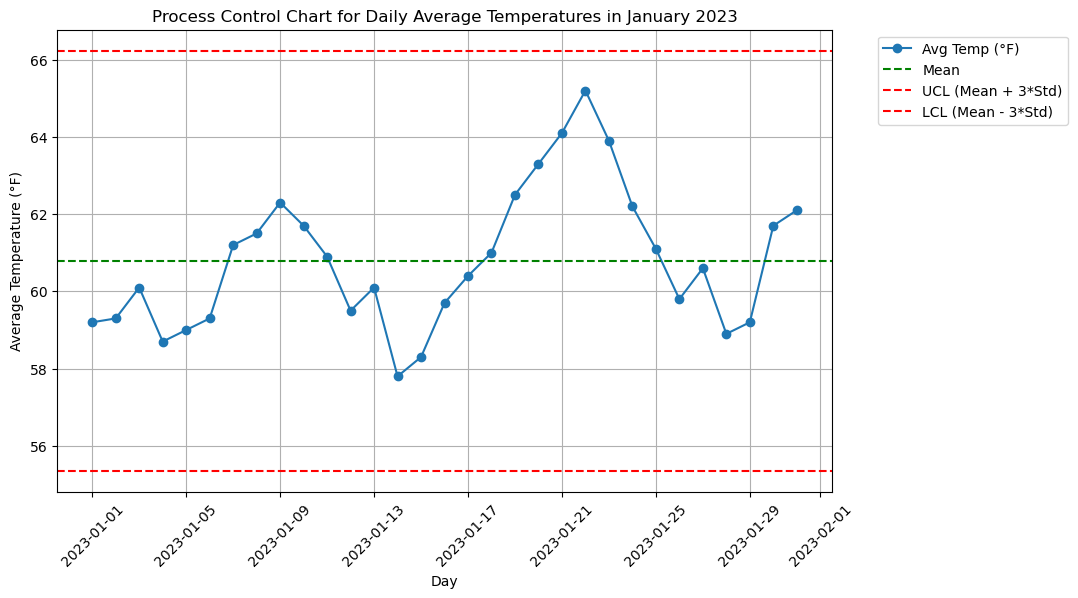 Process Control Chart for Daily Average Temperatures in January 2023
Avg Temp (°F)
Mean
UCL (Mean + 3*Std)
LCL (Mean - 3*Std)
Average Temperature (°F)
66
64
62
60
58
56
2023-01-01
2023-01-05
2023-01-09
2023-01-13
2023-01-17
2023-01-21
2023-01-25
2023-01-29
2023-02-01
Day